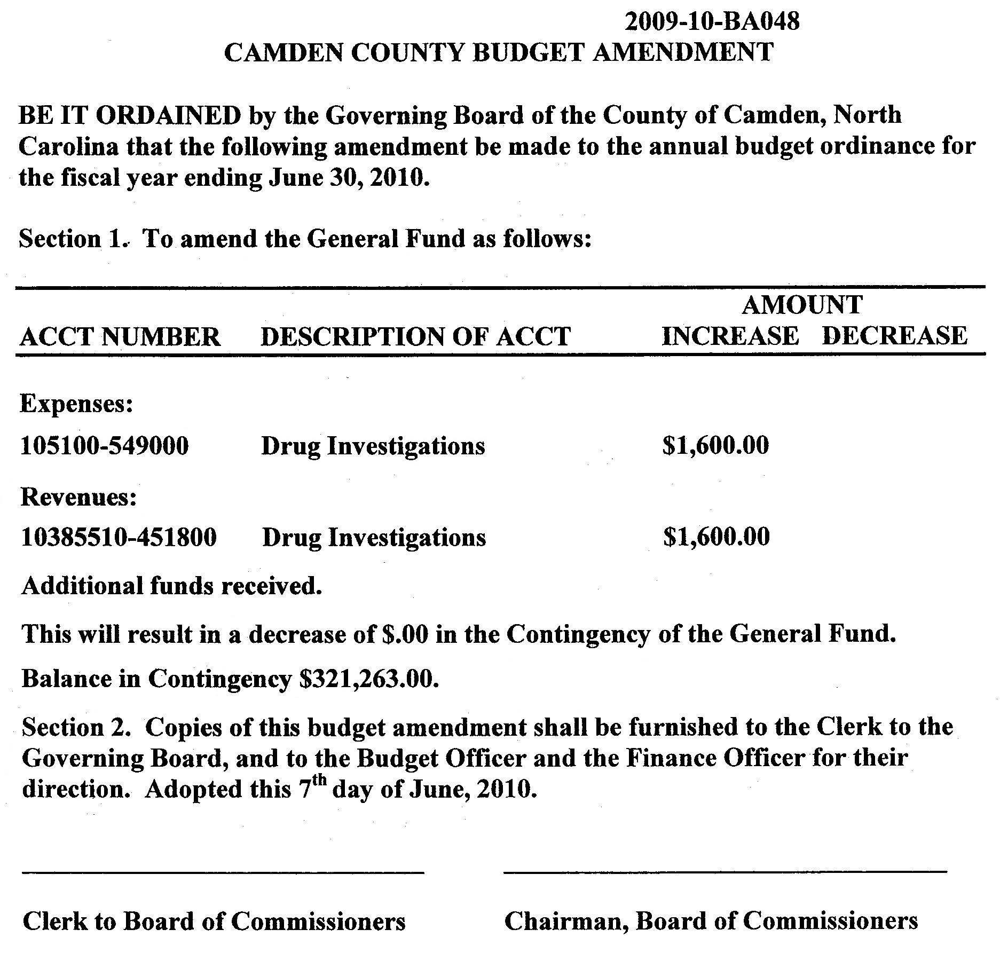 2009-10-BA048
CAMDEN COUNTY BUDGET AMENDMENT
BE IT ORDAINED by the Governing Board of the County of Camden, North
Carolina that the following amendment be made to the annual budget ordinance for
the fiscal year ending June 30, 2010.
Section 1. To amend the General Fund as follows:
AMOUNT
ACCT NUMBER DESCRIPTION OF ACCT INCREASE DECREASE
Expenses:
105100-549000 Drug Investigations $1,600.00
Revenues:
10385510-451800 Drug Investigations $1,600.00
Additional funds received.
This will result in a decrease of $.00 in the Contingency of the General Fund.
Balance in Contingency $321,263.00.
Section 2. Copies of this budget amendment shall be furnished to the Clerk to the
Governing Board, and to the Budget Officer and the Finance Officer for their
direction. Adopted this 7th day of June, 2010.
Clerk to Board of Commissioners Chairman, Board of Commissioners